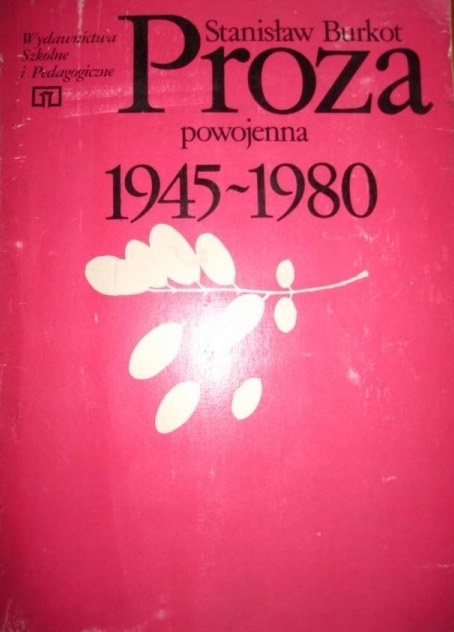 Wydawnictwa
Szkolne
i Pedagogiczne
Stanisław Burkot
Proza
powojenna
1945~1980